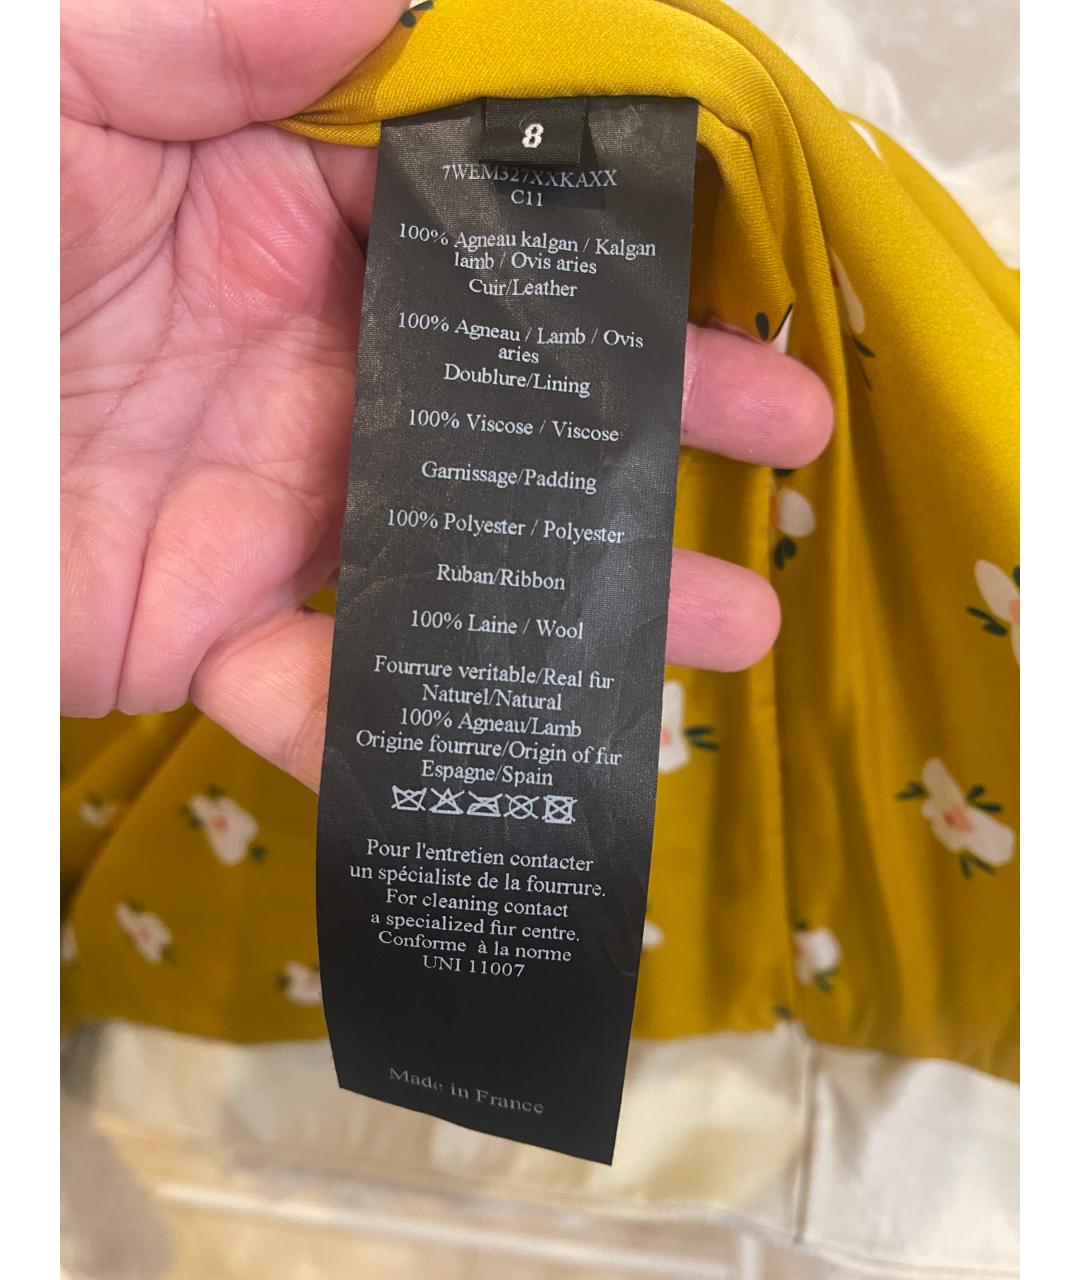 8
7WEM327XXKAXX
C11
100% Agneau kalgan / Kalgan
lamb / Ovis aries
Cuir/Leather
100% Agneau / Lamb / Ovis
aries
Doublure/Lining
100% Viscose / Viscose
Garnissage/Padding
100% Polyester / Polyester
Ruban/Ribbon
100% Laine / Wool
Fourrure veritable/Real fur
Naturel/Natural
100% Agneau/Lamb
Origine fourrure/Origin of fur
Espagne/Spain
Pour l'entretien contacter
un spécialiste de la fourrure.
For cleaning contact
a specialized fur centre.
Conforme à la norme
UNI 11007
Made in France